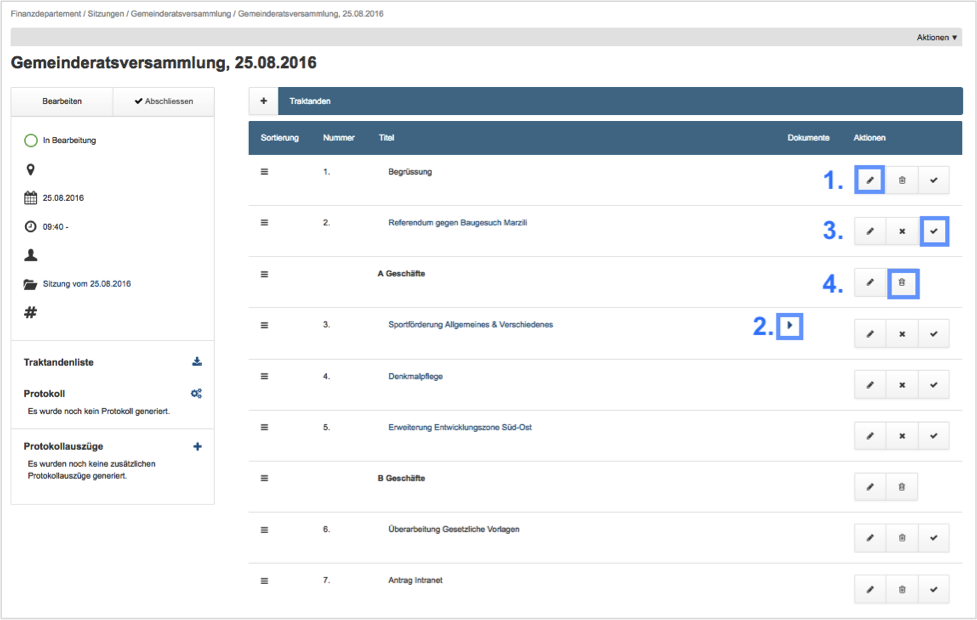 Finanzdepartement / Sitzungen / Gemeinderatsversammlung / Gemeinderatsversammlung, 25.08.2016
Aktionen ▼
Gemeinderatsversammlung, 25.08.2016
Bearbeiten
Abschliessen
In Bearbeitung
25.08.2016
09:40 -
Sitzung vom 25.08.2016
#
Traktandenliste
Protokoll
Es wurde noch kein Protokoll generiert.
Protokollauszüge
Es wurden noch keine zusätzlichen
Protokollauszüge generiert.
+ Traktanden
Sortierung Nummer Titel Dokumente Aktionen
1. Begrüssung 1.
2. Referendum gegen Baugesuch Marzili 3.
A Geschäfte 4.
3. Sportförderung Allgemeines & Verschiedenes 2.
4. Denkmalpflege
5. Erweiterung Entwicklungszone Süd-Ost
B Geschäfte
6. Überarbeitung Gesetzliche Vorlagen
7. Antrag Intranet